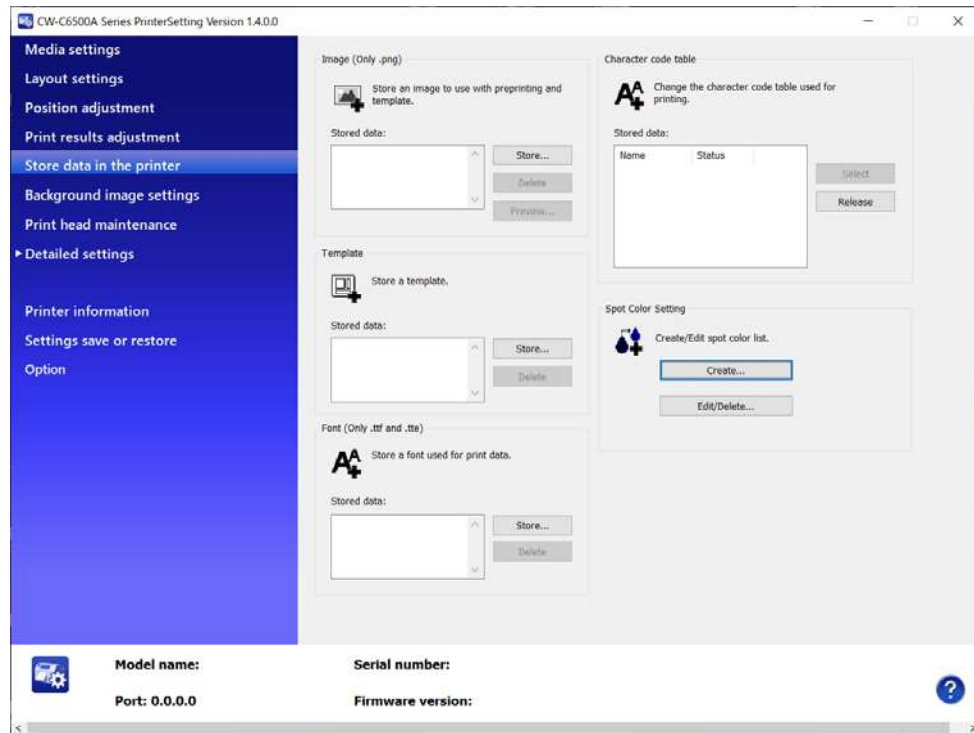 CW-C6500A Series PrinterSetting Version 1.4.0.0
Media settings
Layout settings
Position adjustment
Print results adjustment
Store data in the printer
Background image settings
Print head maintenance
Detailed settings
Printer information
Settings save or restore
Option
Image (Only .png)
Store an image to use with preprinting and
template.
Stored data:
Store...
Delete
Preview...
Template
Store a template.
Stored data:
Store...
Delete
Font (Only .ttf and .tte)
Store a font used for print data.
Stored data:
Store...
Delete
Character code table
Change the character code table used for
printing.
Stored data:
Name Status
Select
Release
Spot Color Setting
Create/Edit spot color list.
Create...
Edit/Delete...
Model name: Serial number:
Port: 0.0.0.0 Firmware version: